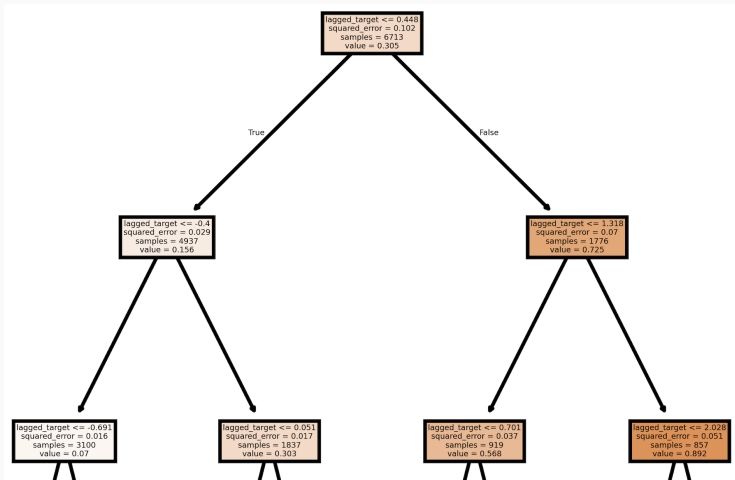 lagged_target <= 0.448
squared_error = 0.102
samples = 6713
value = 0.305
True
False
lagged_target <= -0.4
squared_error = 0.029
samples = 4937
value = 0.156
lagged_target <= 1.318
squared_error = 0.07
samples = 1776
value = 0.725
lagged_target <= -0.691
squared_error = 0.016
samples = 3100
value = 0.07
lagged_target <= 0.051
squared_error = 0.017
samples = 1837
value = 0.303
lagged_target <= 0.701
squared_error = 0.037
samples = 919
value = 0.568
lagged_target <= 2.028
squared_error = 0.051
samples = 857
value = 0.892